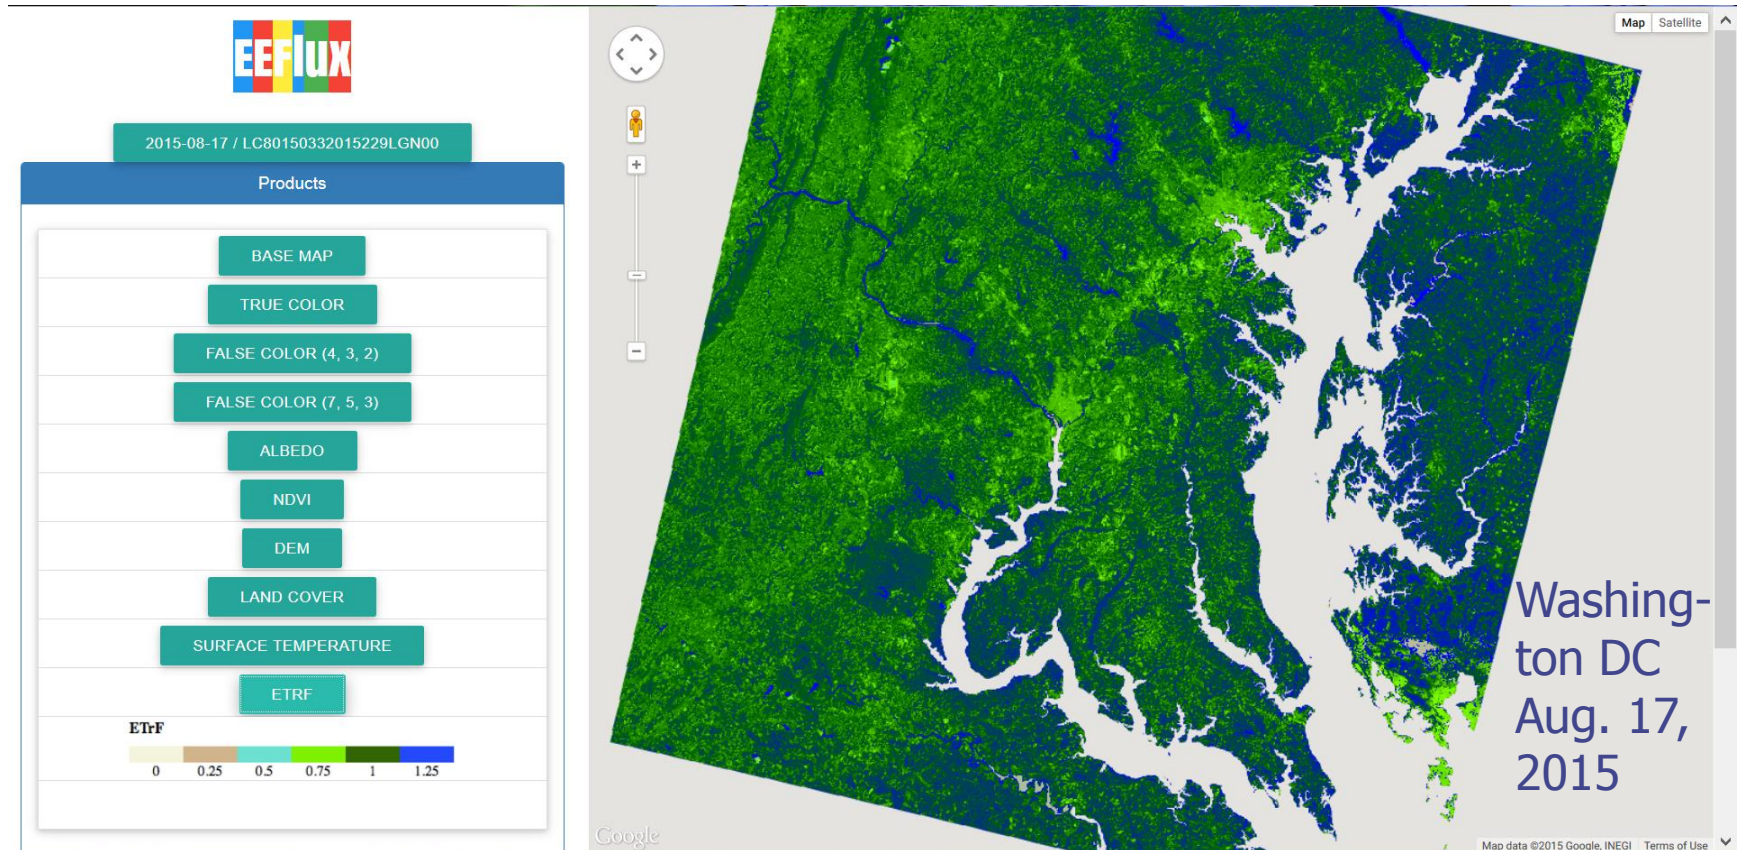 EEFlux
2015-08-17 / LC80150332015229LGN00
Products
BASE MAP
TRUE COLOR
FALSE COLOR (4, 3, 2)
FALSE COLOR (7, 5, 3)
ALBEDO
NDVI
DEM
LAND COVER
SURFACE TEMPERATURE
ETRF
ETrF
0 0.25 0.5 0.75 1 1.25
Map Satellite
Washing-
ton DC
Aug. 17,
2015
Google
Map data ©2015 Google, INEGI Terms of Use